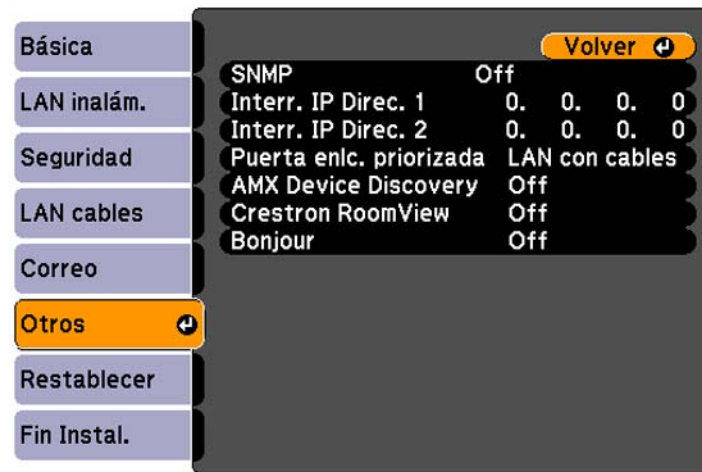 Básica
LAN inalám.
Seguridad
LAN cables
Correo
Otros
Restablecer
Fin Instal.
Volver
SNMP Off
Interr. IP Direc. 1 0. 0. 0. 0
Interr. IP Direc. 2 0. 0. 0. 0
Puerta enlc. priorizada LAN con cables
AMX Device Discovery Off
Crestron RoomView Off
Bonjour Off